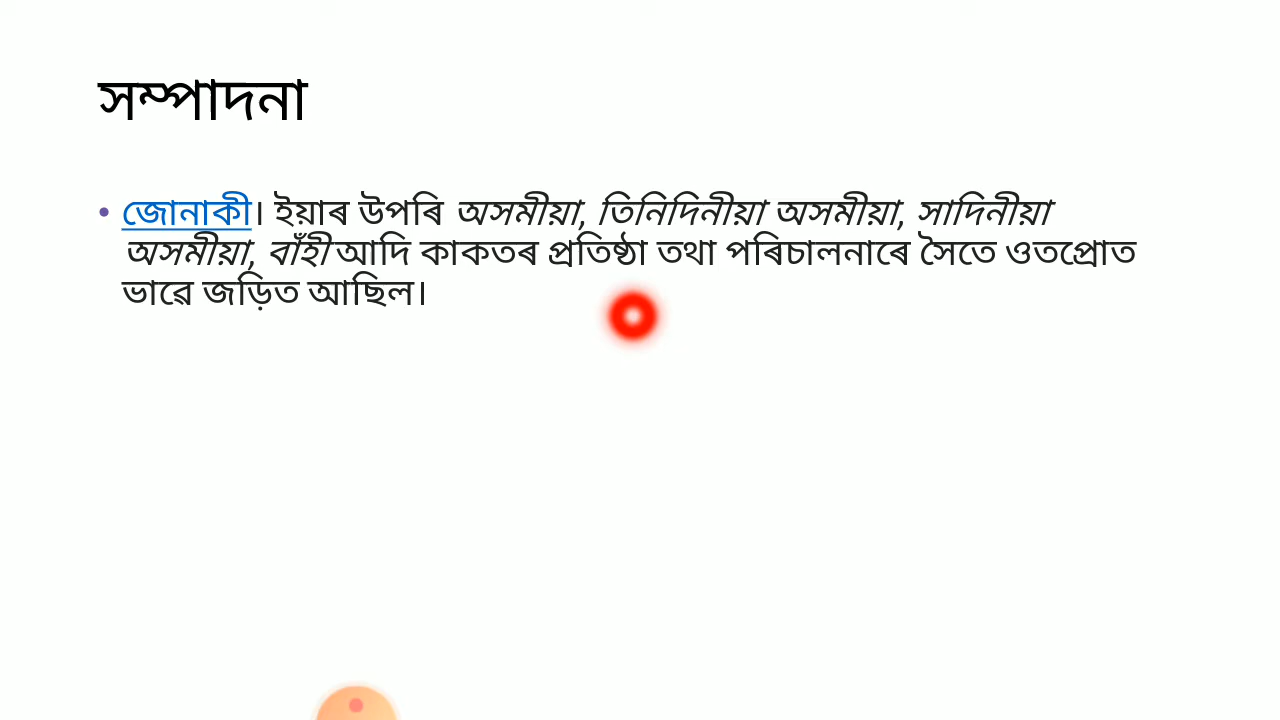 সম্পাদনা
• জোনাকী। ইয়াৰ উপৰি অসমীয়া, তিনিদিনীয়া অসমীয়া, সাদিনীয়া
অসমীয়া, বাঁহী আদি কাকতৰ প্ৰতিষ্ঠা তথা পৰিচালনাৰে সৈতে ওতপ্ৰোত
ভাৱে জড়িত আছিল।